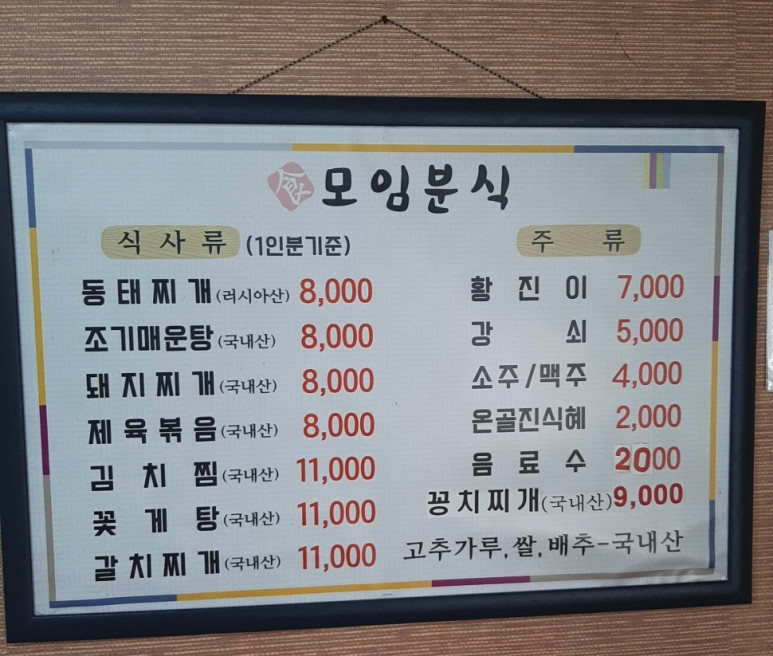 食 모임분식
식사류 (1인분기준)
동태찌개(러시아산) 8,000
조기매운탕(국내산) 8,000
돼지찌개(국내산) 8,000
제육볶음(국내산) 8,000
김치찜(국내산) 11,000
꽃게탕(국내산) 11,000
갈치찌개(국내산) 11,000
주류
황진이 7,000
강쇠 5,000
소주/맥주 4,000
온골진식혜 2,000
음료수 2000
꽁치찌개(국내산) 9,000
고추가루,쌀,배추-국내산